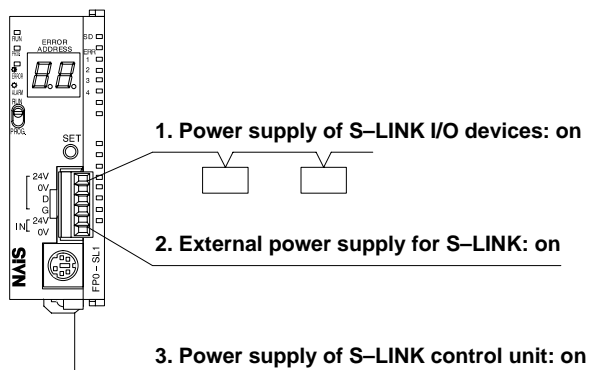 RUN
PROG.
ERROR
ALARM
RUN
PROG.
ERROR
ADDRESS
88
SD
ERR
1
2
3
4
SET
24V
0V
D
G
IN
24V
0V
NAiS
FP0–SL1
1. Power supply of S–LINK I/O devices: on
2. External power supply for S–LINK: on
3. Power supply of S–LINK control unit: on